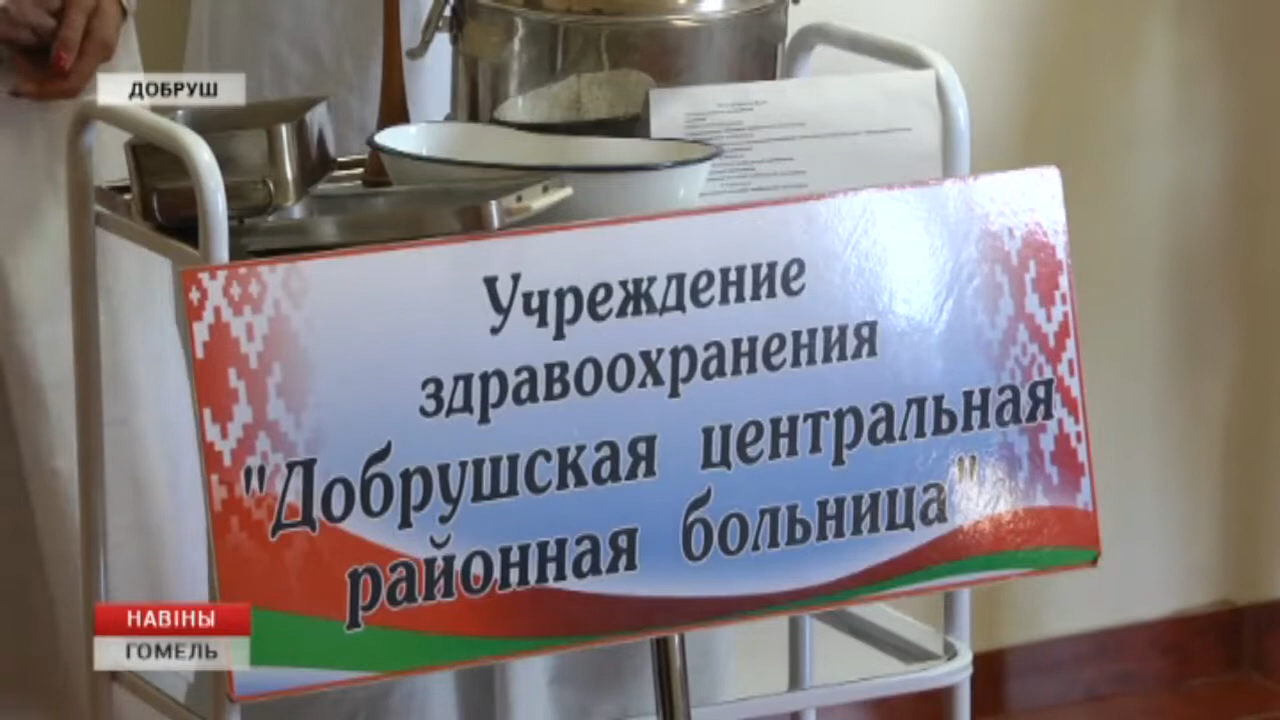 ДОБРУШ
Учреждение
здравоохранения
"Добрушская центральная
районная больница"
НАВІНЫ
ГОМЕЛЬ